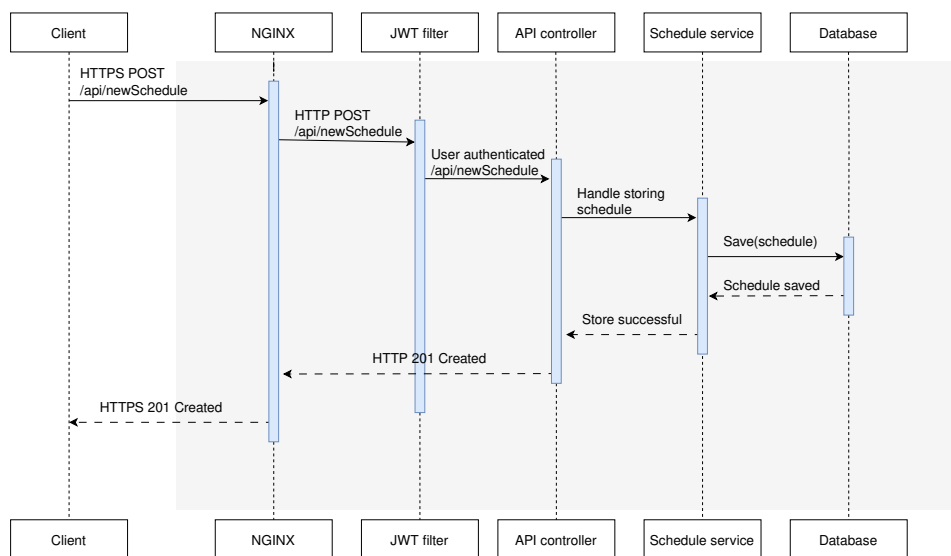 Client
NGINX
JWT filter
API controller
Schedule service
Database
HTTPS POST
/api/newSchedule
HTTP POST
/api/newSchedule
User authenticated
/api/newSchedule
Handle storing
schedule
Save(schedule)
Schedule saved
Store successful
HTTP 201 Created
HTTPS 201 Created
Client
NGINX
JWT filter
API controller
Schedule service
Database